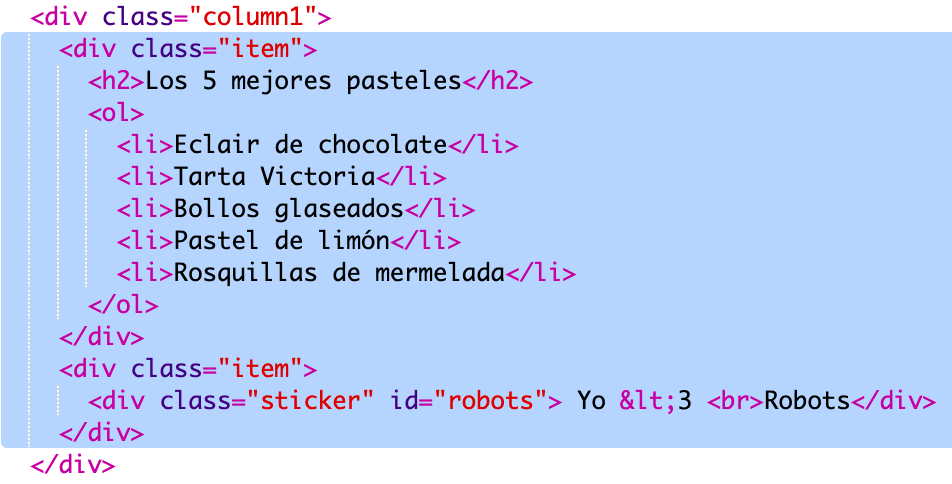 <div class="column1">
<div class="item">
<h2>Los 5 mejores pasteles</h2>
<ol>
<li>Eclair de chocolate</li>
<li>Tarta Victoria</li>
<li>Bollos glaseados</li>
<li>Pastel de limón</li>
<li>Rosquillas de mermelada</li>
</ol>
</div>
<div class="item">
<div class="sticker" id="robots"> Yo &lt;3 <br>Robots</div>
</div>
</div>